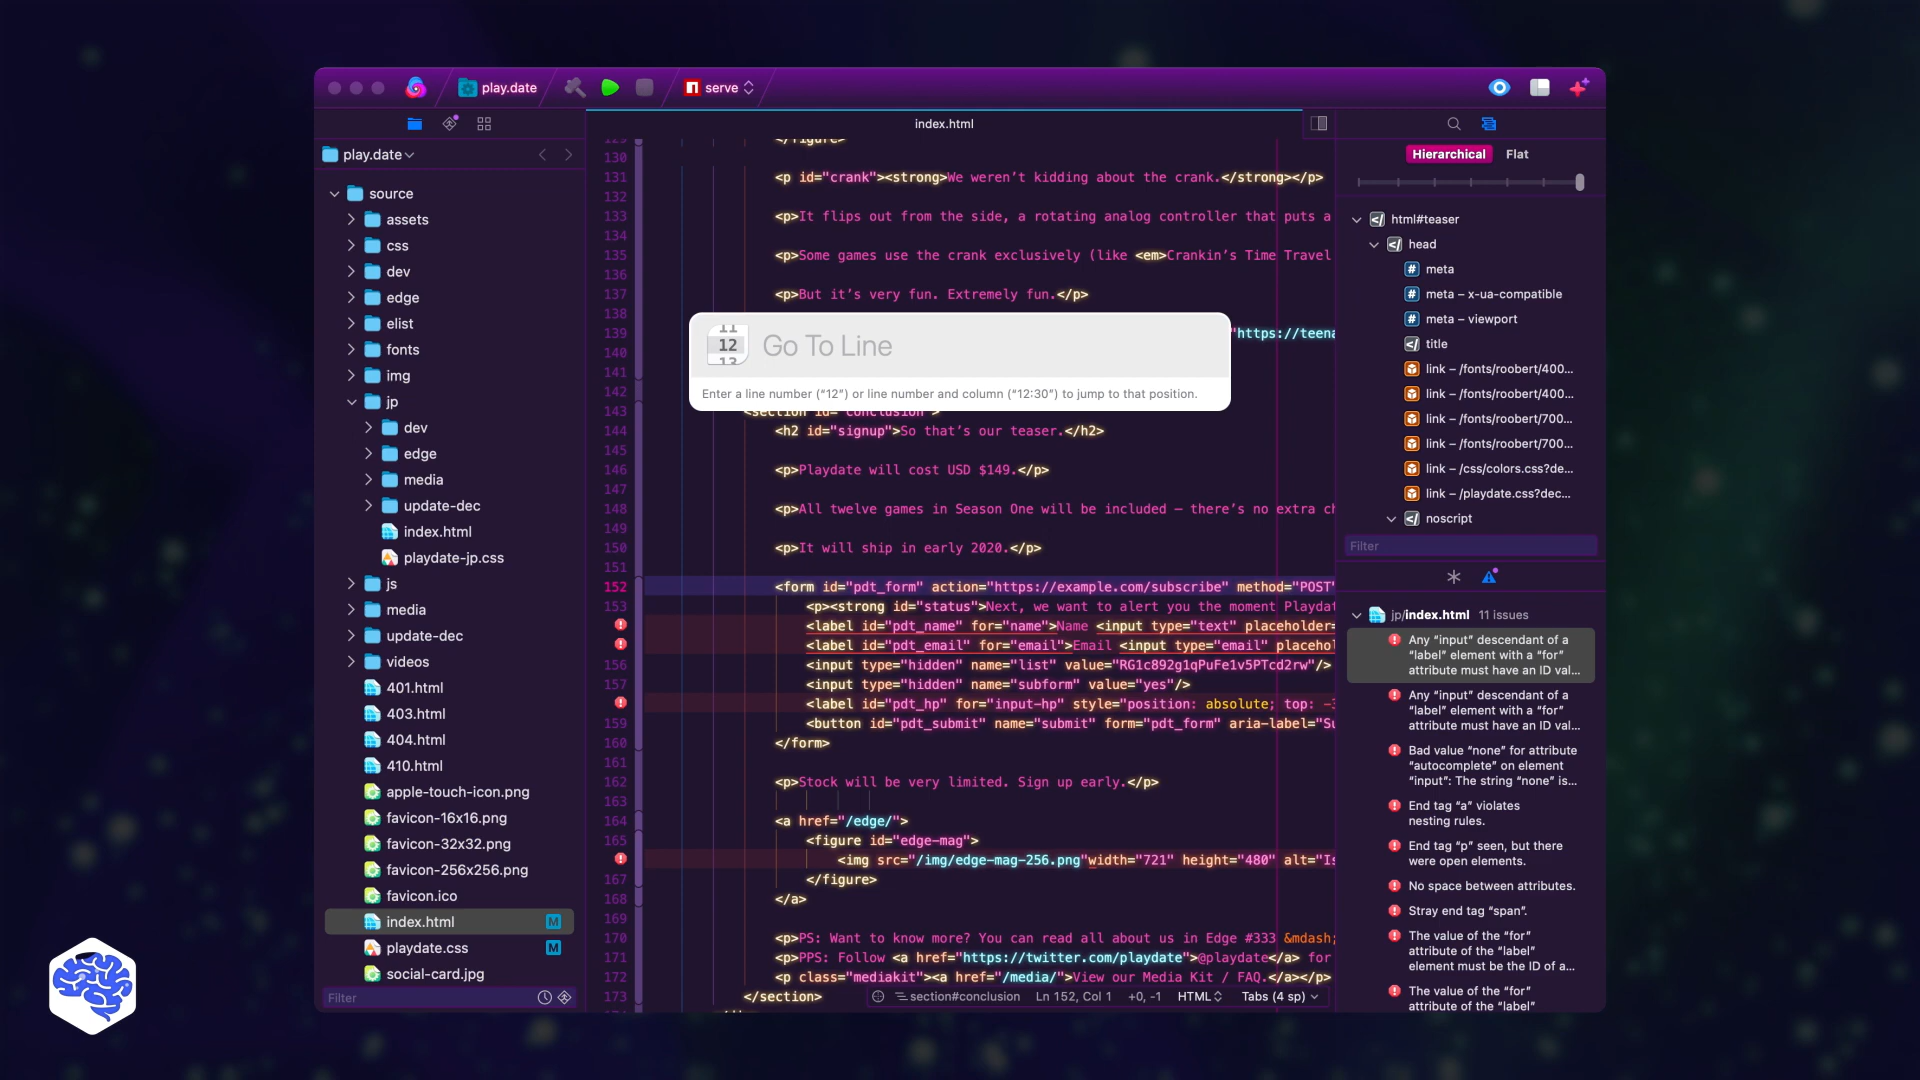 play.date
serve
index.html
play.date
source
assets
css
dev
edge
elist
fonts
img
jp
dev
edge
media
update-dec
index.html
playdate-jp.css
js
media
update-dec
videos
401.html
403.html
404.html
410.html
apple-touch-icon.png
favicon-16x16.png
favicon-32x32.png
favicon-256x256.png
favicon.ico
index.html M
playdate.css M
social-card.jpg
Filter
129 </figure>
130
131 <p id="crank"><strong>We weren’t kidding about the crank.</strong></p>
132
133 <p>It flips out from the side, a rotating analog controller that puts a
134
135 <p>Some games use the crank exclusively (like <em>Crankin’s Time Travel
136
137 <p>But it’s very fun. Extremely fun.</p>
138
139 "https://teena
140
141
142
11
12
13
Go To Line
Enter a line number (“12”) or line number and column (“12:30”) to jump to that position.
143 <section id="conclusion">
144 <h2 id="signup">So that’s our teaser.</h2>
145
146 <p>Playdate will cost USD $149.</p>
147
148 <p>All twelve games in Season One will be included — there’s no extra ch
149
150 <p>It will ship in early 2020.</p>
151
152 <form id="pdt_form" action="https://example.com/subscribe" method="POST"
153 <p><strong id="status">Next, we want to alert you the moment Playdat
<label id="pdt_name" for="name">Name <input type="text" placeholder=
<label id="pdt_email" for="email">Email <input type="email" placehol
156 <input type="hidden" name="list" value="RG1c892g1qPuFe1v5PTcd2rw"/>
157 <input type="hidden" name="subform" value="yes"/>
<label id="pdt_hp" for="input-hp" style="position: absolute; top: -3
159 <button id="pdt_submit" name="submit" form="pdt_form" aria-label="Su
160 </form>
161
162 <p>Stock will be very limited. Sign up early.</p>
163
164 <a href="/edge/">
165 <figure id="edge-mag">
<img src="/img/edge-mag-256.png"width="721" height="480" alt="Is
167 </figure>
168 </a>
169
170 <p>PS: Want to know more? You can read all about us in Edge #333 &mdash;
171 <p>PPS: Follow <a href="https://twitter.com/playdate">@playdate</a> for
172 <p class="mediakit"><a href="/media/">View our Media Kit / FAQ.</a></p>
173 </section>
section#conclusion Ln 152, Col 1 +0, -1 HTML Tabs (4 sp)
Hierarchical Flat
html#teaser
head
meta
meta – x-ua-compatible
meta – viewport
title
link – /fonts/roobert/400...
link – /fonts/roobert/400...
link – /fonts/roobert/700...
link – /fonts/roobert/700...
link – /css/colors.css?de...
link – /playdate.css?dec...
noscript
Filter
jp/index.html 11 issues
Any “input” descendant of a
“label” element with a “for”
attribute must have an ID val...
Any “input” descendant of a
“label” element with a “for”
attribute must have an ID val...
Bad value “none” for attribute
“autocomplete” on element
“input”: The string “none” is...
End tag “a” violates
nesting rules.
End tag “p” seen, but there
were open elements.
No space between attributes.
Stray end tag “span”.
The value of the “for”
attribute of the “label”
element must be the ID of a...
The value of the “for”
attribute of the “label”